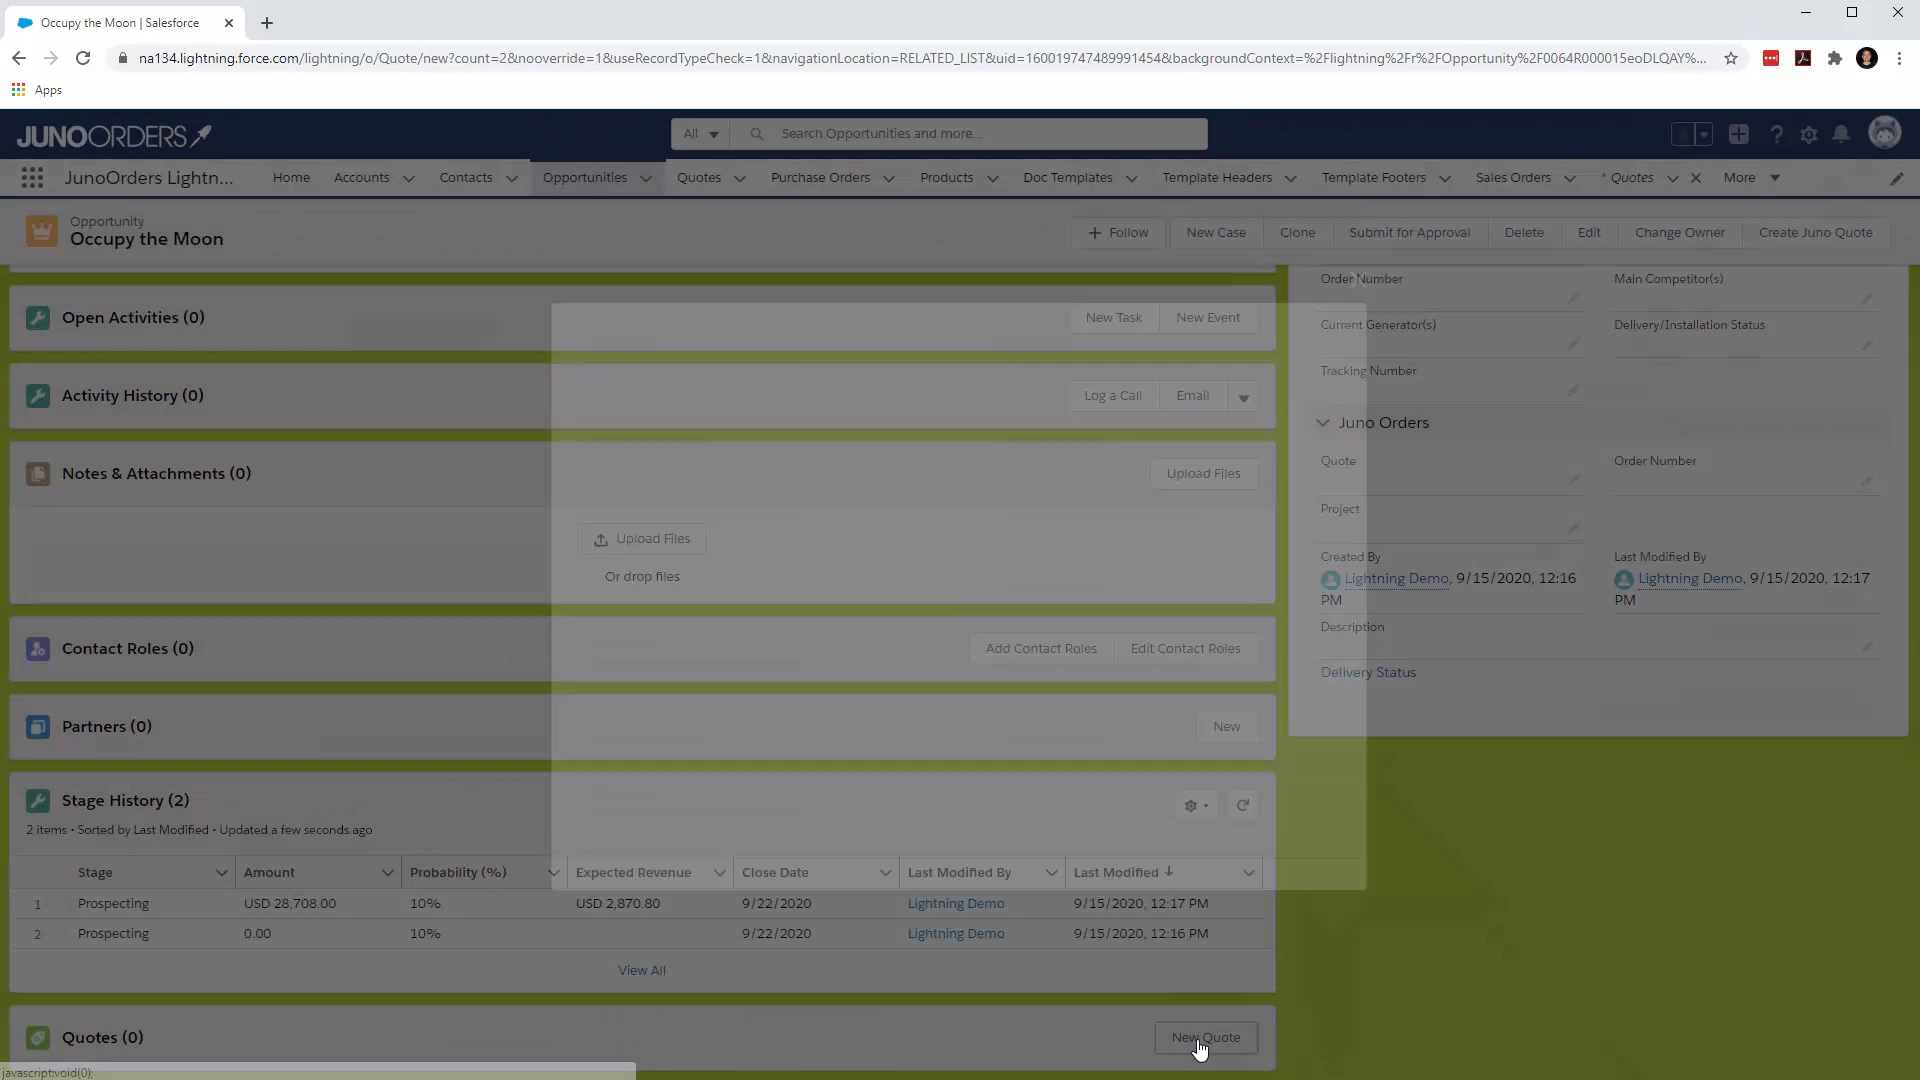 Occupy the Moon | Salesforce
na134.lightning.force.com/lightning/o/Quote/new?count=2&nooverride=1&useRecordTypeCheck=1&navigationLocation=RELATED_LIST&uid=160019747489991454&backgroundContext=%2Flightning%2Fr%2FOpportunity%2F0064R000015eoDLQAY%...
Apps
JUNOORDERS
All
Search Opportunities and more...
JunoOrders Lightn...
Home
Accounts
Contacts
Opportunities
Quotes
Purchase Orders
Products
Doc Templates
Template Headers
Template Footers
Sales Orders
* Quotes
More
Opportunity
Occupy the Moon
Follow
New Case
Clone
Submit for Approval
Delete
Edit
Change Owner
Create Juno Quote
Open Activities (0)
New Task
New Event
Activity History (0)
Log a Call
Email
Notes & Attachments (0)
Upload Files
Upload Files
Or drop files
Contact Roles (0)
Add Contact Roles
Edit Contact Roles
Partners (0)
New
Stage History (2)
2 items • Sorted by Last Modified • Updated a few seconds ago
Stage Amount Probability (%) Expected Revenue Close Date Last Modified By Last Modified
1 Prospecting USD 28,708.00 10% USD 2,870.80 9/22/2020 Lightning Demo 9/15/2020, 12:17 PM
2 Prospecting 0.00 10% 9/22/2020 Lightning Demo 9/15/2020, 12:16 PM
View All
Quotes (0)
New Quote
javascript:void(0);
Order Number
Main Competitor(s)
Current Generator(s)
Delivery/Installation Status
Tracking Number
Juno Orders
Quote
Order Number
Project
Created By
Lightning Demo, 9/15/2020, 12:16
PM
Last Modified By
Lightning Demo, 9/15/2020, 12:17
PM
Description
Delivery Status